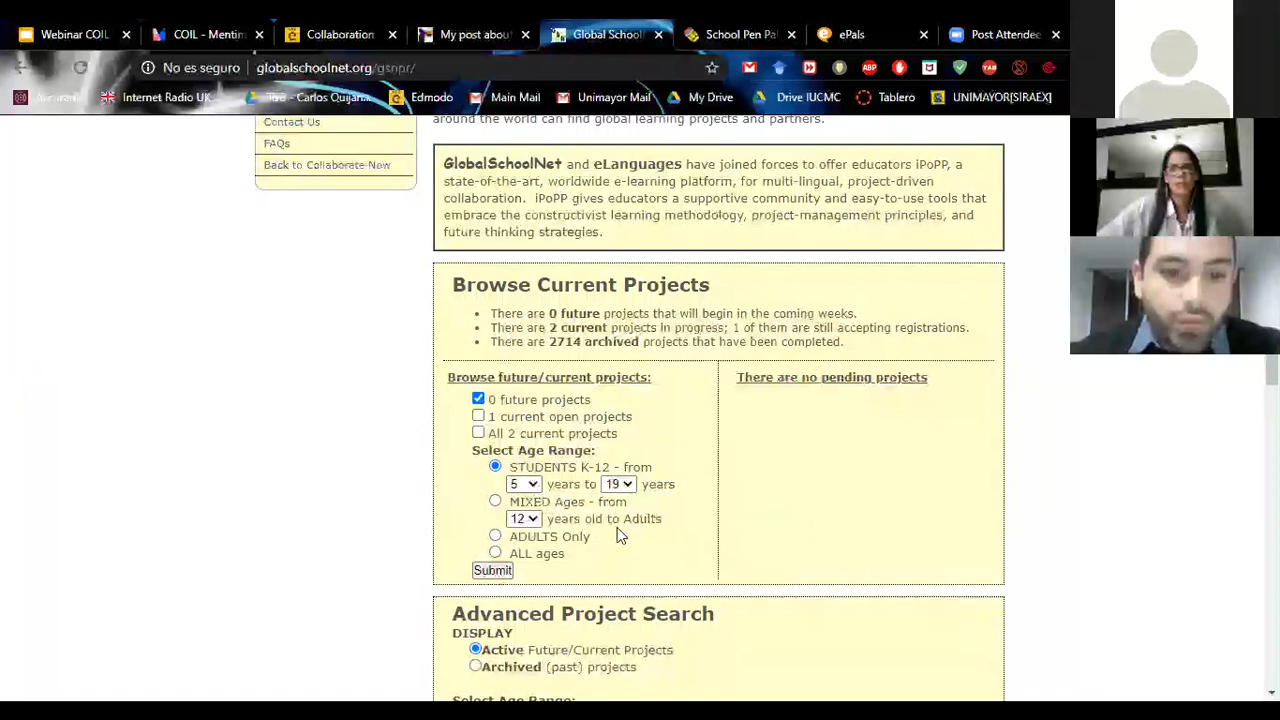 Webinar COIL
COIL - Mentim
Collaboration
My post about
Global School
School Pen Pal
ePals
Post Attendee
No es seguro
globalschoolnet.org/gsnpr/
Internet Radio UK
Tivo - Carlos Quijan
Edmodo
Main Mail
Unimayor Mail
My Drive
Drive IUCMC
Tablero
UNIMAYOR[SIRAEX]
Contact Us
FAQs
Back to Collaborate Now
around the world can find global learning projects and partners.
GlobalSchoolNet and eLanguages have joined forces to offer educators iPoPP, a
state-of-the-art, worldwide e-learning platform, for multi-lingual, project-driven
collaboration. iPoPP gives educators a supportive community and easy-to-use tools that
embrace the constructivist learning methodology, project-management principles, and
future thinking strategies.
Browse Current Projects
There are 0 future projects that will begin in the coming weeks.
There are 2 current projects in progress; 1 of them are still accepting registrations.
There are 2714 archived projects that have been completed.
Browse future/current projects:
0 future projects
1 current open projects
All 2 current projects
Select Age Range:
STUDENTS K-12 - from
5 years to 19 years
MIXED Ages - from
12 years old to Adults
ADULTS Only
ALL ages
Submit
There are no pending projects
Advanced Project Search
DISPLAY
Active Future/Current Projects
Archived (past) projects
Select Age Range: